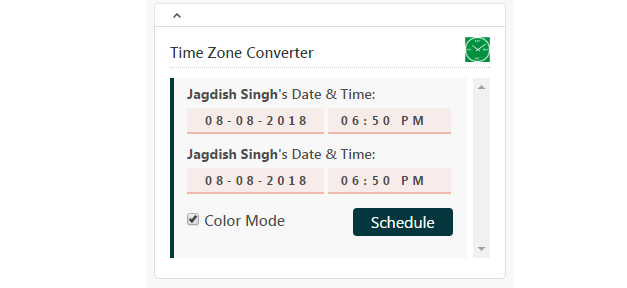 Time Zone Converter
Jagdish Singh's Date & Time:
08-08-2018 06:50 PM
Jagdish Singh's Date & Time:
08-08-2018 06:50 PM
Color Mode Schedule